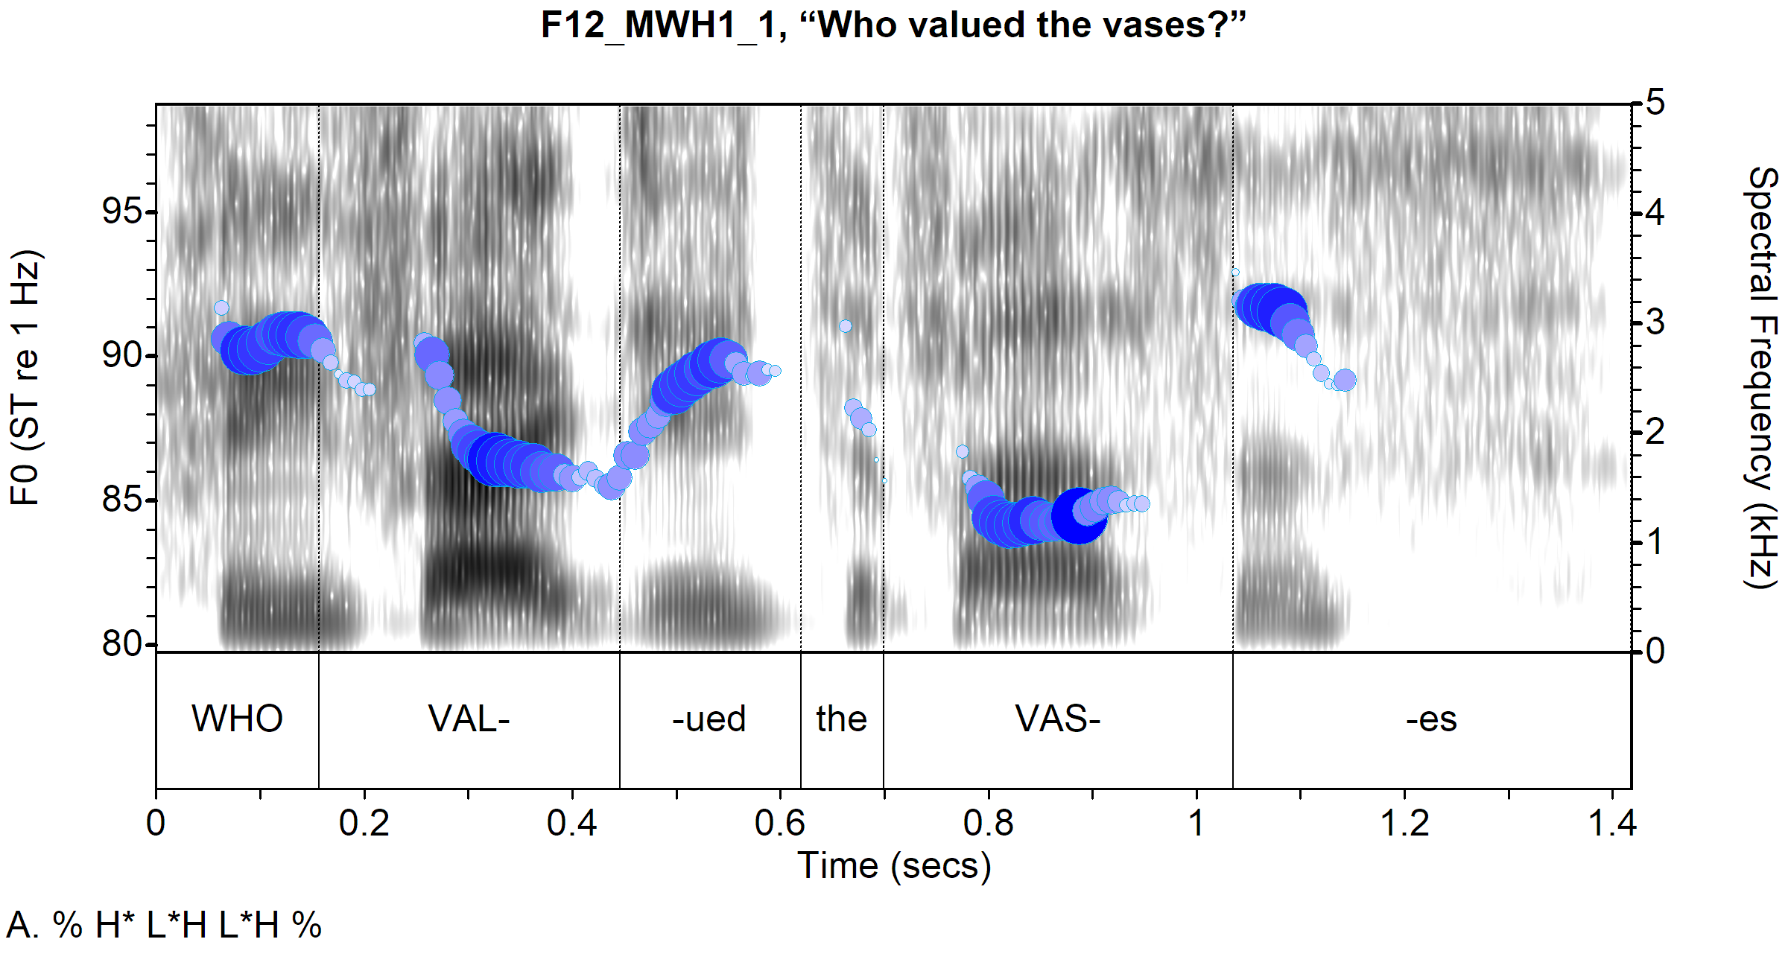 F12_MWH1_1, “Who valued the vases?”
F0 (ST re 1 Hz)
95
90
85
80
5
4
3
2
1
0
Spectral Frequency (kHz)
WHO VAL- -ued the VAS- -es
0 0.2 0.4 0.6 0.8 1 1.2 1.4
Time (secs)
A. % H* L*H L*H %